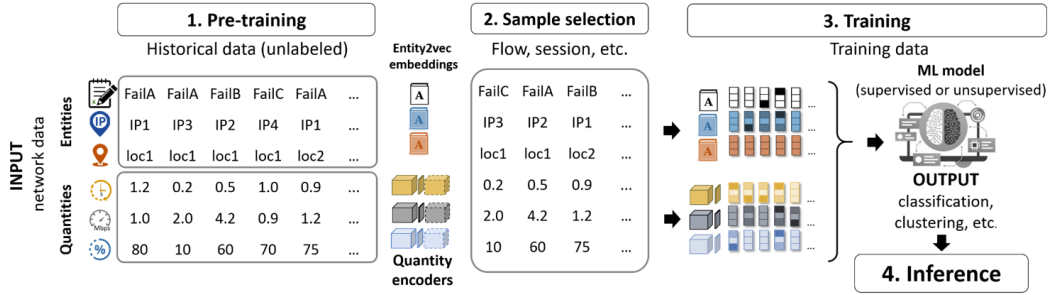 1. Pre-training
2. Sample selection
3. Training
Historical data (unlabeled)
Entity2vec
embeddings
Flow, session, etc.
Training data
INPUT
network data
Entities
FailA FailA FailB FailC FailA ...
IP
IP1 IP3 IP2 IP4 IP1 ...
loc1 loc1 loc1 loc1 loc2 ...
A
A
A
FailC FailA FailB ...
IP3 IP2 IP1 ...
loc1 loc1 loc2 ...
A ...
A ...
A ...
ML model
(supervised or unsupervised)
Quantities
1.2 0.2 0.5 1.0 0.9 ...
Mbps
1.0 2.0 4.2 0.9 1.2 ...
%
80 10 60 70 75 ...
Quantity
encoders
0.2 0.5 0.9 ...
2.0 4.2 1.2 ...
10 60 75 ...
...
...
...
OUTPUT
classification,
clustering, etc.
4. Inference